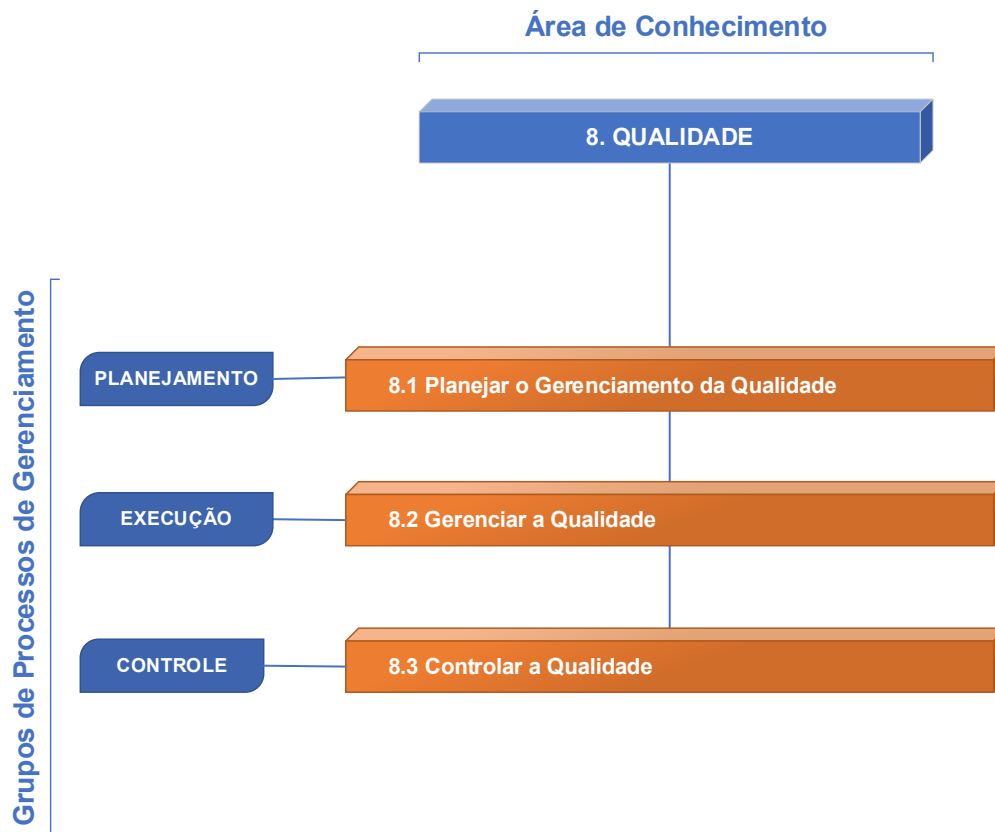 Área de Conhecimento
8. QUALIDADE
Grupos de Processos de Gerenciamento
PLANEJAMENTO
8.1 Planejar o Gerenciamento da Qualidade
EXECUÇÃO
8.2 Gerenciar a Qualidade
CONTROLE
8.3 Controlar a Qualidade